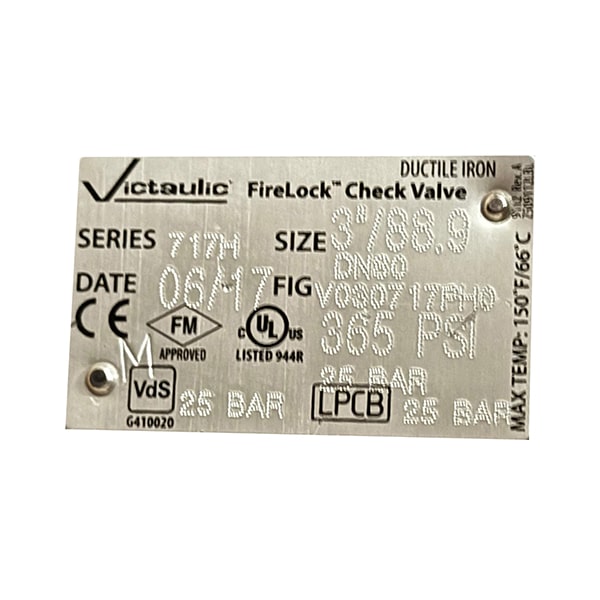 DUCTILE IRON
Victaulic FireLock™ Check Valve
SERIES 717H SIZE 3"/88,9
DN80
DATE 06/17 FIG V030717PH0
CE FM cULus 365 PSI
M APPROVED LISTED 944R
VdS 25 BAR LPCB 25 BAR 25 BAR
G410020
MAX TEMP: 150°F/66°C
Rev. A